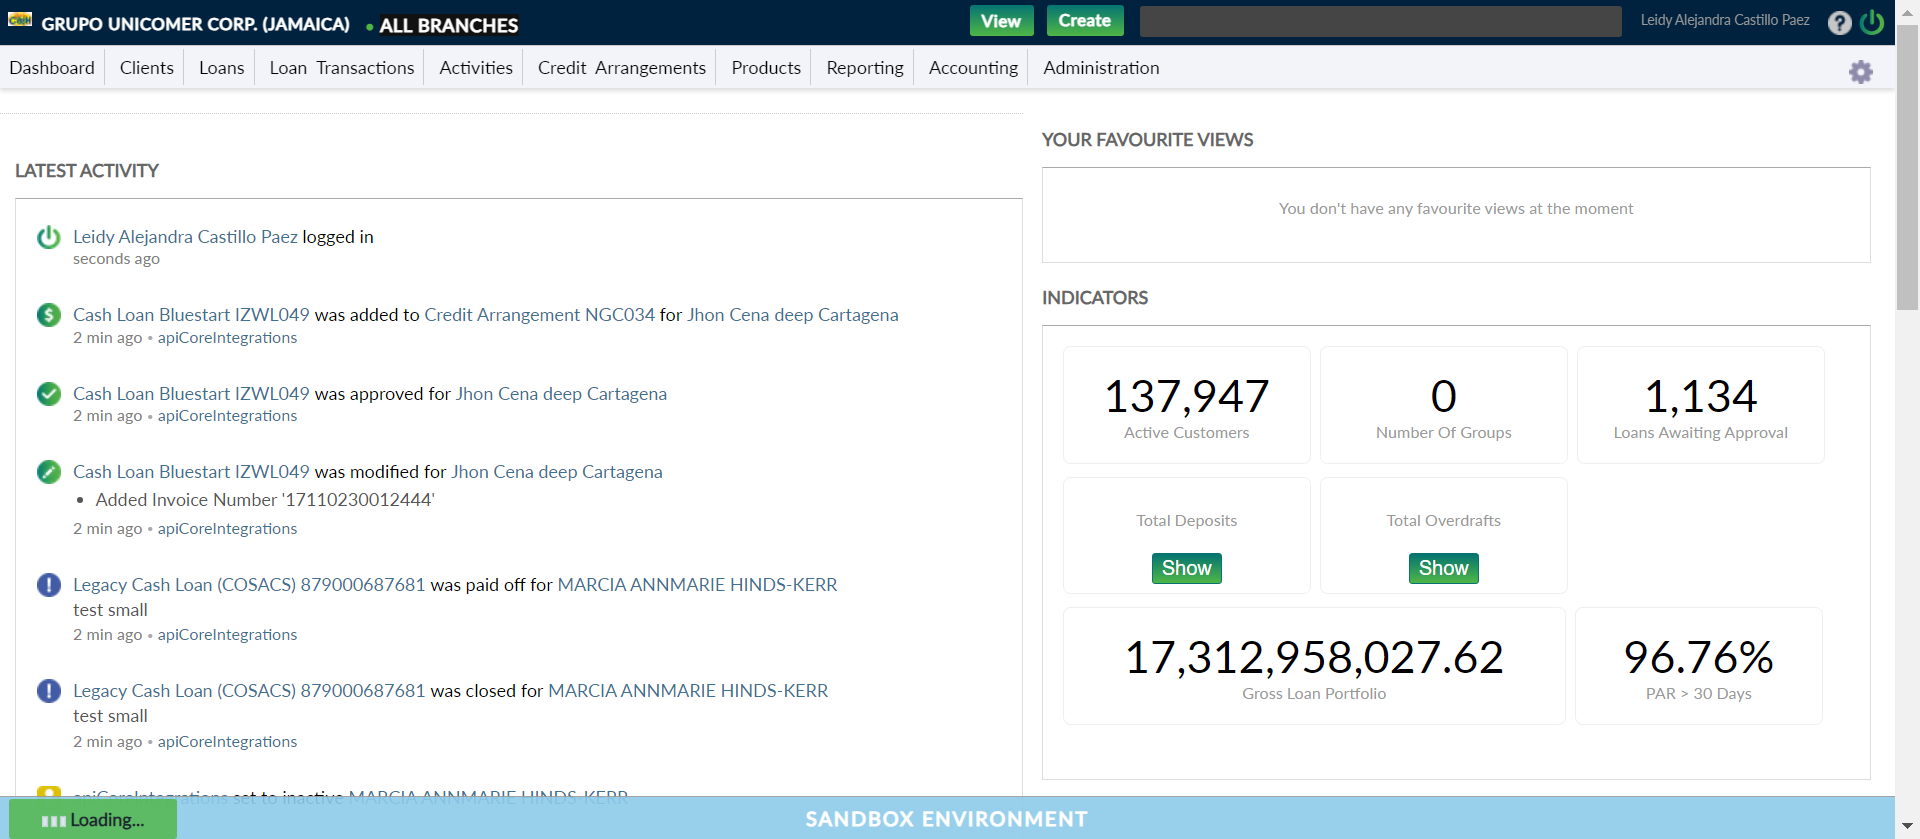 Cash
GRUPO UNICOMER CORP. (JAMAICA) • ALL BRANCHES
View
Create
Leidy Alejandra Castillo Paez
?
Dashboard
Clients
Loans
Loan Transactions
Activities
Credit Arrangements
Products
Reporting
Accounting
Administration
LATEST ACTIVITY
Leidy Alejandra Castillo Paez logged in
seconds ago
Cash Loan Bluestart IZWL049 was added to Credit Arrangement NGC034 for Jhon Cena deep Cartagena
2 min ago • apiCoreIntegrations
Cash Loan Bluestart IZWL049 was approved for Jhon Cena deep Cartagena
2 min ago • apiCoreIntegrations
Cash Loan Bluestart IZWL049 was modified for Jhon Cena deep Cartagena
• Added Invoice Number '17110230012444'
2 min ago • apiCoreIntegrations
Legacy Cash Loan (COSACS) 879000687681 was paid off for MARCIA ANNMARIE HINDS-KERR
test small
2 min ago • apiCoreIntegrations
Legacy Cash Loan (COSACS) 879000687681 was closed for MARCIA ANNMARIE HINDS-KERR
test small
2 min ago • apiCoreIntegrations
apiCoreIntegrations set to inactive MARCIA ANNMARIE HINDS-KERR
YOUR FAVOURITE VIEWS
You don't have any favourite views at the moment
INDICATORS
137,947
Active Customers
0
Number Of Groups
1,134
Loans Awaiting Approval
Total Deposits
Show
Total Overdrafts
Show
17,312,958,027.62
Gross Loan Portfolio
96.76%
PAR > 30 Days
Loading...
SANDBOX ENVIRONMENT